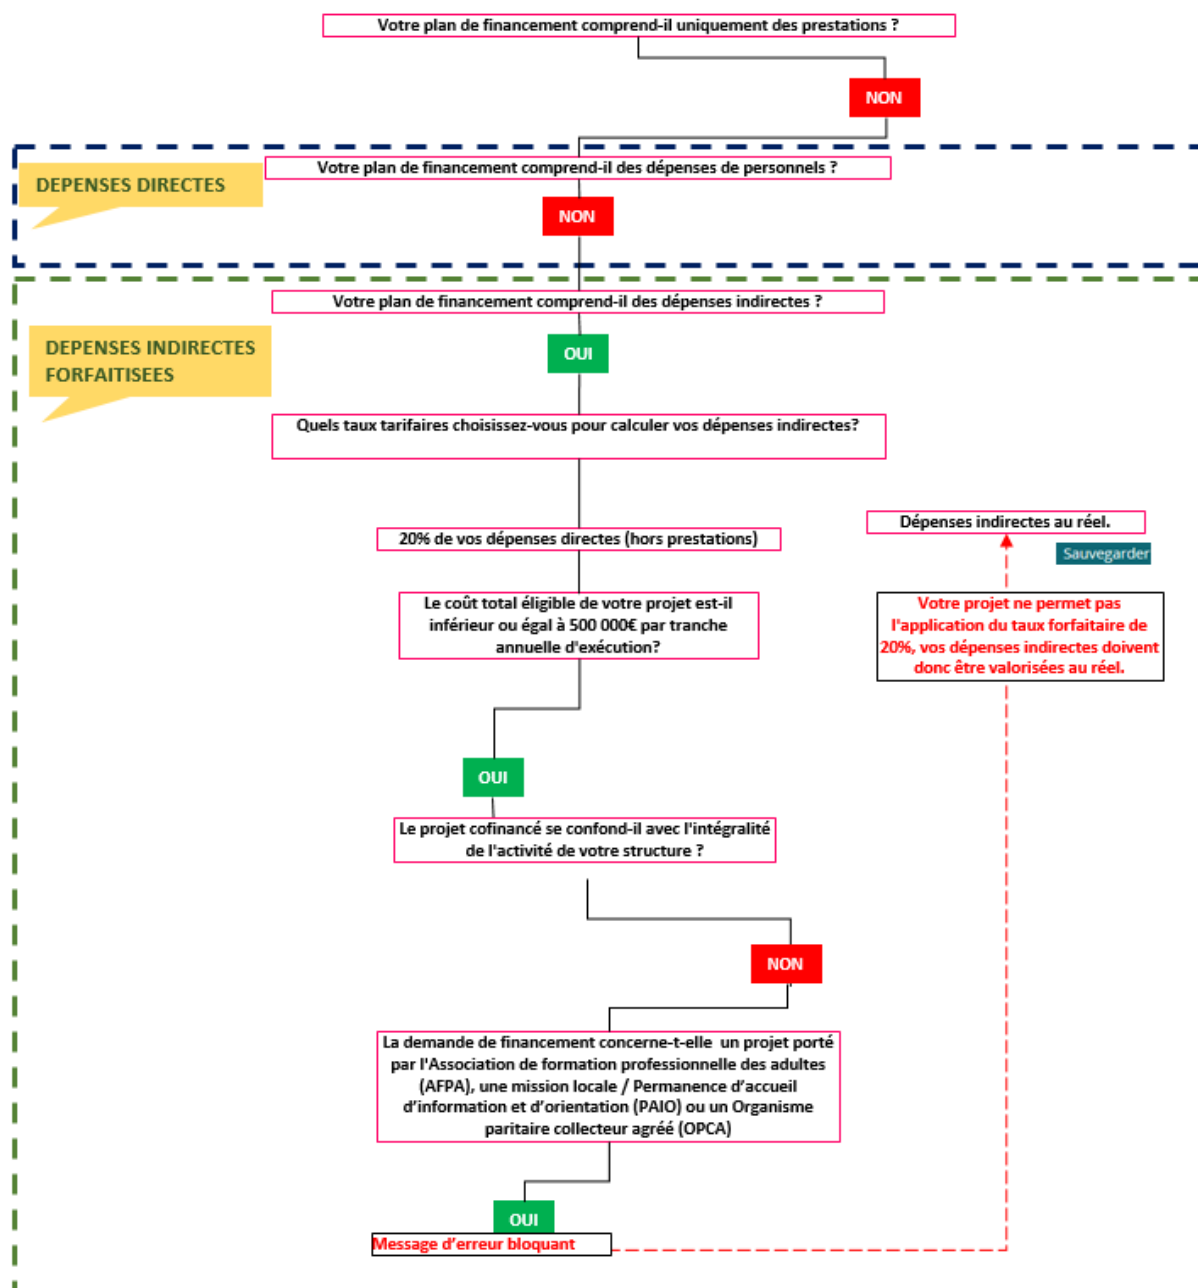 Votre plan de financement comprend-il uniquement des prestations ?
NON
Votre plan de financement comprend-il des dépenses de personnels ?
DEPENSES DIRECTES
NON
Votre plan de financement comprend-il des dépenses indirectes ?
DEPENSES INDIRECTES
FORFAITISEES
OUI
Quels taux tarifaires choisissez-vous pour calculer vos dépenses indirectes?
20% de vos dépenses directes (hors prestations)
Le coût total éligible de votre projet est-il
inférieur ou égal à 500 000€ par tranche
annuelle d'exécution?
Dépenses indirectes au réel.
Sauvegarder
Votre projet ne permet pas
l'application du taux forfaitaire de
20%, vos dépenses indirectes doivent
donc être valorisées au réel.
OUI
Le projet cofinancé se confond-il avec l'intégralité
de l'activité de votre structure ?
NON
La demande de financement concerne-t-elle un projet porté
par l'Association de formation professionnelle des adultes
(AFPA), une mission locale / Permanence d’accueil
d’information et d’orientation (PAIO) ou un Organisme
paritaire collecteur agréé (OPCA)
OUI
Message d’erreur bloquant